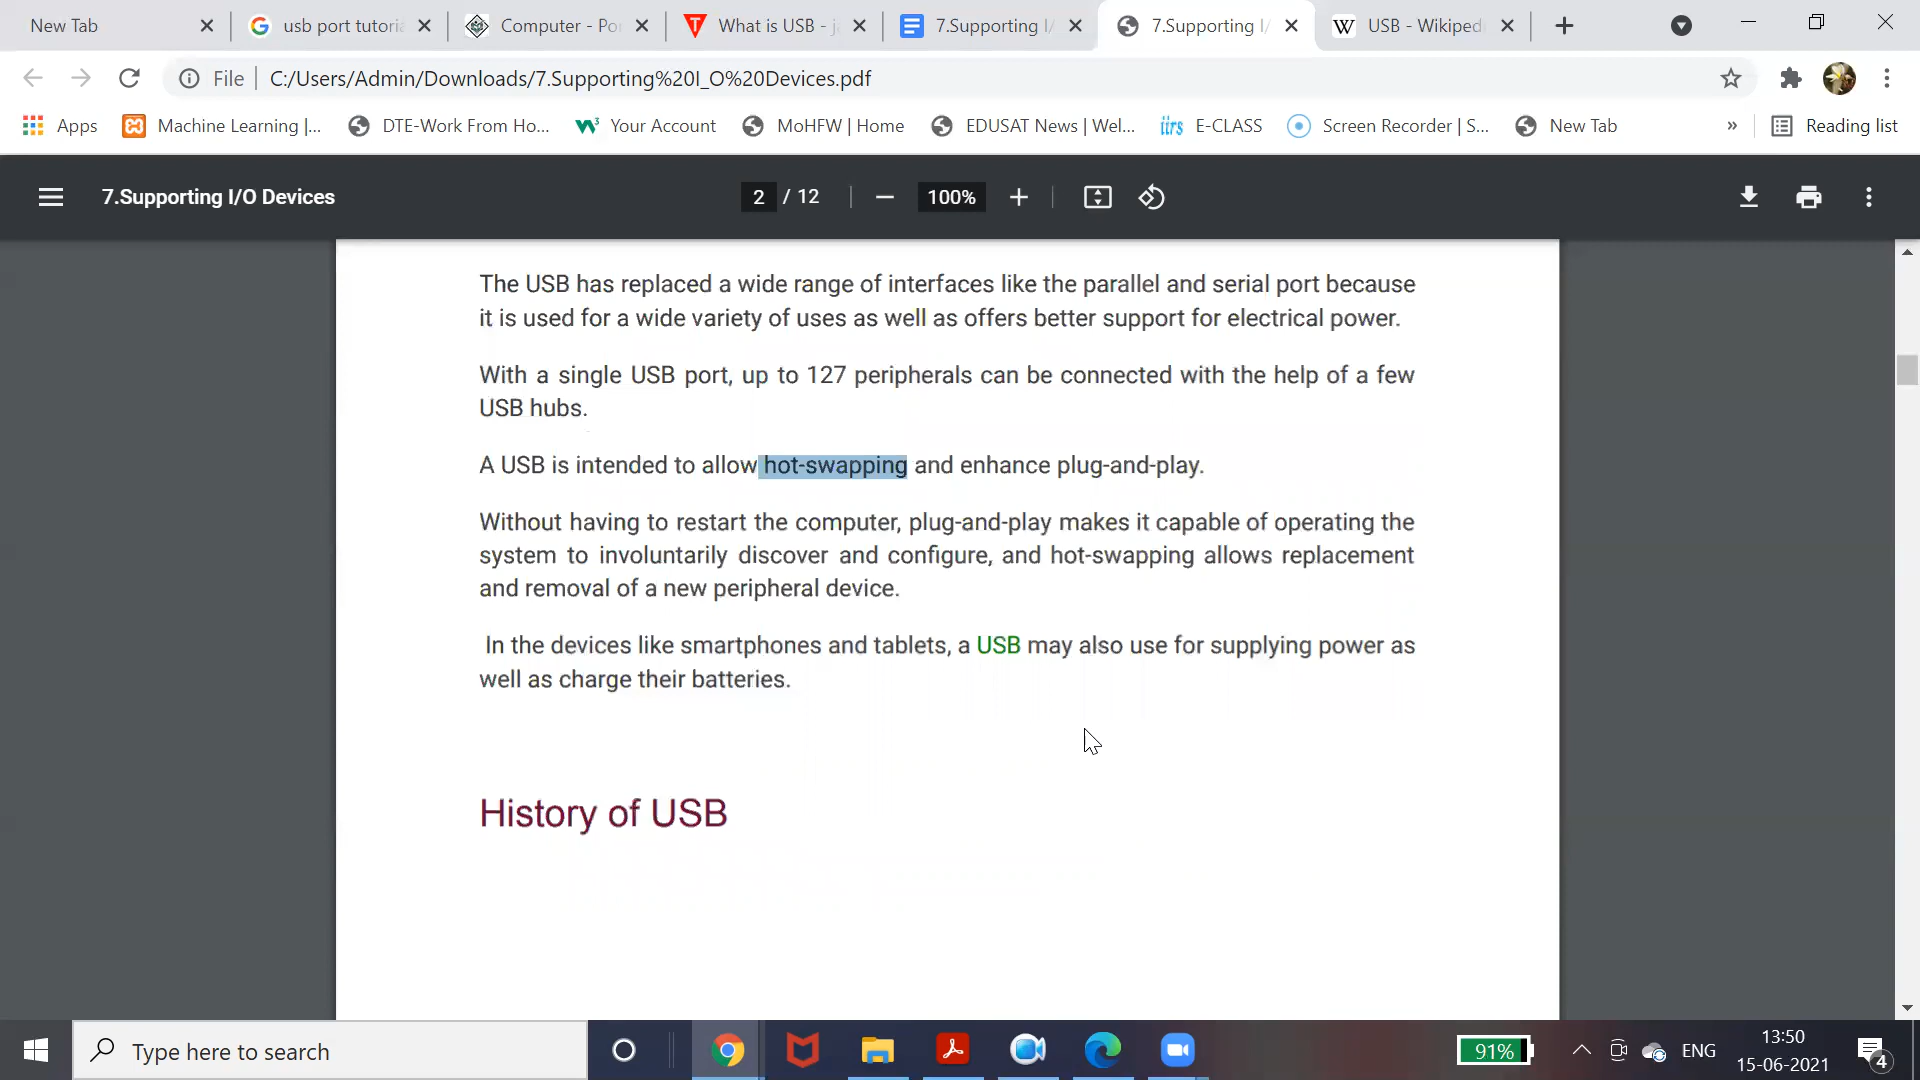 New Tab
usb port tutoria
Computer - Po
What is USB - j
7.Supporting I/
7.Supporting I/
USB - Wikiped
File
C:/Users/Admin/Downloads/7.Supporting%20I_O%20Devices.pdf
Apps
Machine Learning |...
DTE-Work From Ho...
Your Account
MoHFW | Home
EDUSAT News | Wel...
E-CLASS
Screen Recorder | S...
New Tab
»
Reading list
7.Supporting I/O Devices
2 / 12
100%
The USB has replaced a wide range of interfaces like the parallel and serial port because
it is used for a wide variety of uses as well as offers better support for electrical power.
With a single USB port, up to 127 peripherals can be connected with the help of a few
USB hubs.
A USB is intended to allow hot-swapping and enhance plug-and-play.
Without having to restart the computer, plug-and-play makes it capable of operating the
system to involuntarily discover and configure, and hot-swapping allows replacement
and removal of a new peripheral device.
In the devices like smartphones and tablets, a USB may also use for supplying power as
well as charge their batteries.
History of USB
Type here to search
91%
ENG
13:50
15-06-2021
4